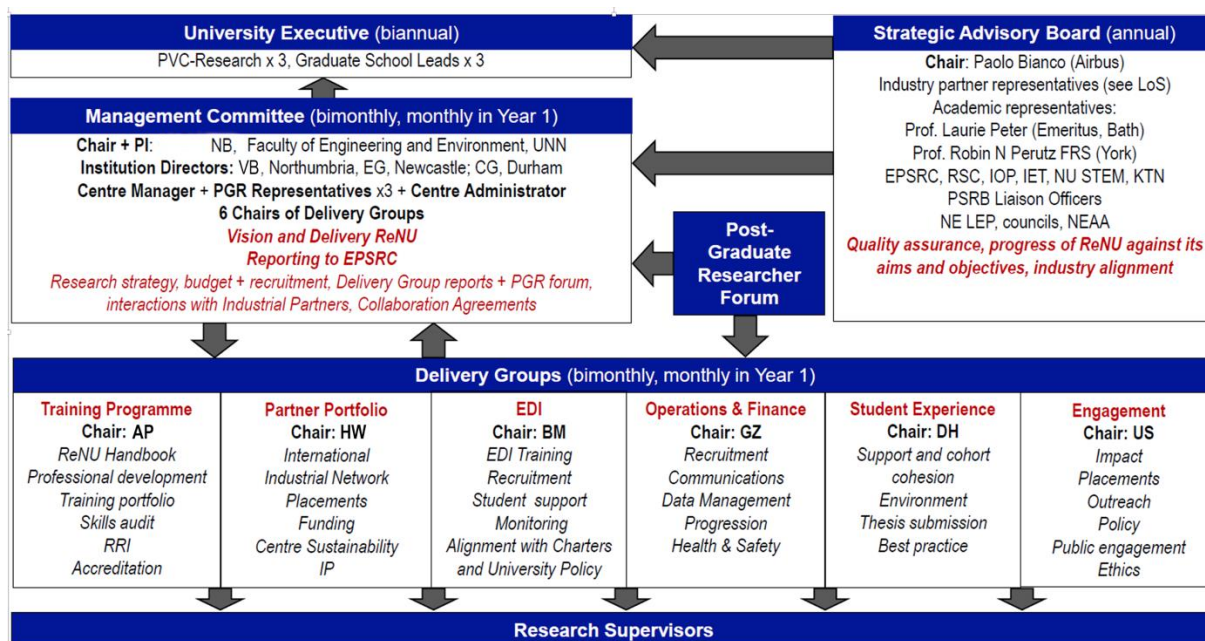 University Executive (biannual)
PVC-Research x 3, Graduate School Leads x 3
Management Committee (bimonthly, monthly in Year 1)
Chair + PI: NB, Faculty of Engineering and Environment, UNN
Institution Directors: VB, Northumbria, EG, Newcastle; CG, Durham
Centre Manager + PGR Representatives x3 + Centre Administrator
6 Chairs of Delivery Groups
Vision and Delivery ReNU
Reporting to EPSRC
Research strategy, budget + recruitment, Delivery Group reports + PGR forum,
interactions with Industrial Partners, Collaboration Agreements
Post-
Graduate
Researcher
Forum
Strategic Advisory Board (annual)
Chair: Paolo Bianco (Airbus)
Industry partner representatives (see LoS)
Academic representatives:
Prof. Laurie Peter (Emeritus, Bath)
Prof. Robin N Perutz FRS (York)
EPSRC, RSC, IOP, IET, NU STEM, KTN
PSRB Liaison Officers
NE LEP, councils, NEAA
Quality assurance, progress of ReNU against its
aims and objectives, industry alignment
Delivery Groups (bimonthly, monthly in Year 1)
Training Programme
Chair: AP
ReNU Handbook
Professional development
Training portfolio
Skills audit
RRI
Accreditation
Partner Portfolio
Chair: HW
International
Industrial Network
Placements
Funding
Centre Sustainability
IP
EDI
Chair: BM
EDI Training
Recruitment
Student support
Monitoring
Alignment with Charters
and University Policy
Operations & Finance
Chair: GZ
Recruitment
Communications
Data Management
Progression
Health & Safety
Student Experience
Chair: DH
Support and cohort
cohesion
Environment
Thesis submission
Best practice
Engagement
Chair: US
Impact
Placements
Outreach
Policy
Public engagement
Ethics
Research Supervisors